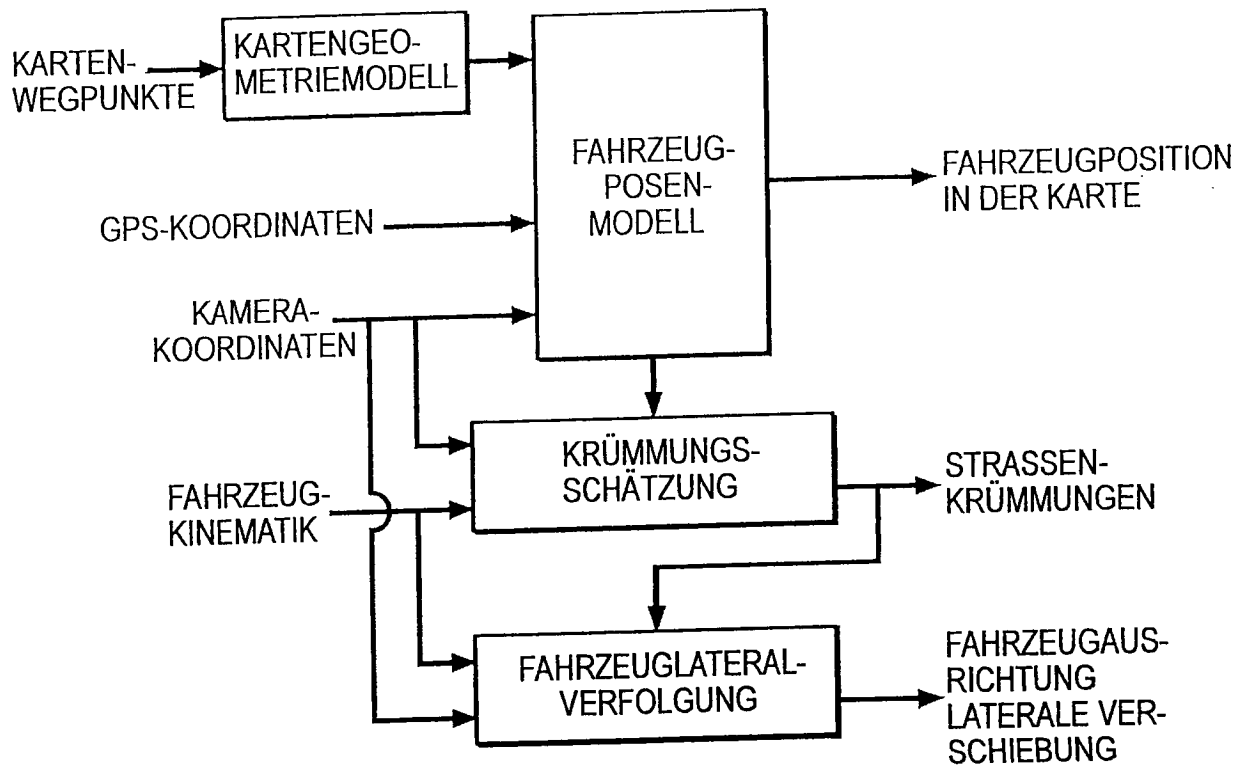 KARTEN-
WEGPUNKTE
KARTENGEO-
METRIEMODELL
FAHRZEUG-
POSEN-
MODELL
FAHRZEUGPOSITION
IN DER KARTE
GPS-KOORDINATEN
KAMERA-
KOORDINATEN
KRÜMMUNGS-
SCHÄTZUNG
STRASSEN-
KRÜMMUNGEN
FAHRZEUG-
KINEMATIK
FAHRZEUGLATERAL-
VERFOLGUNG
FAHRZEUGAUS-
RICHTUNG
LATERALE VER-
SCHIEBUNG